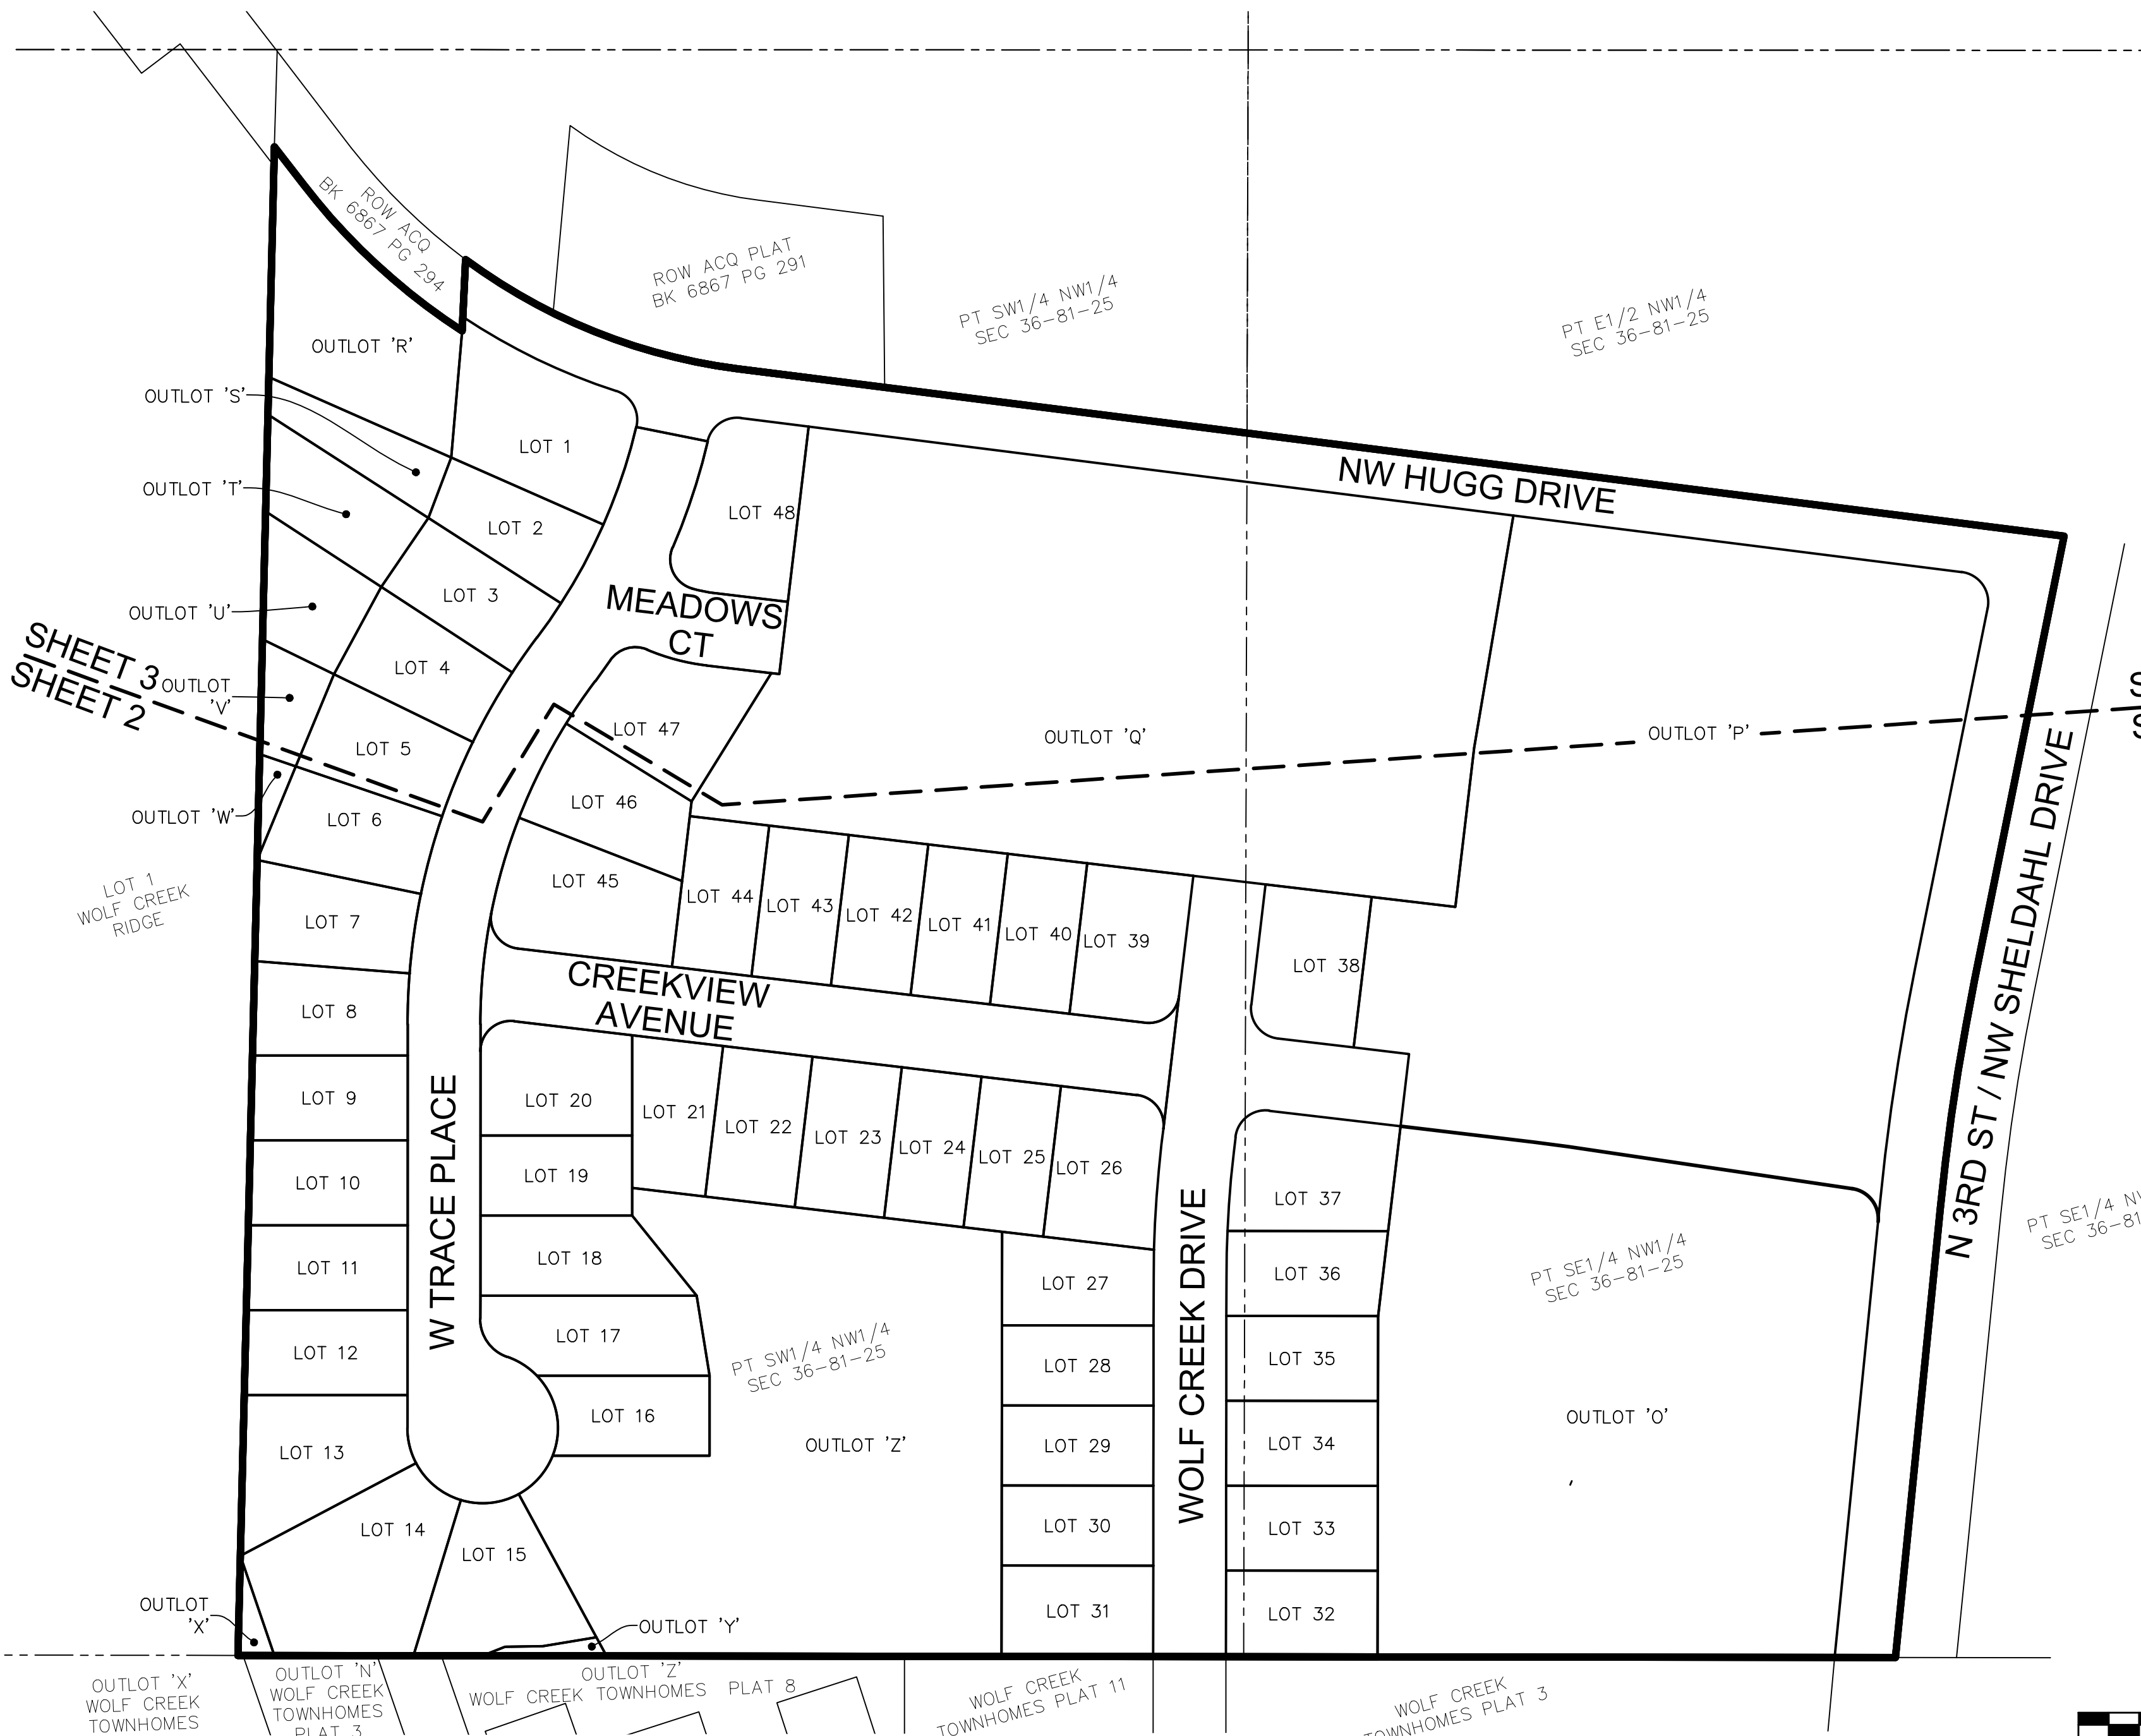 ROW ACQ
BK 6867 PG 294
ROW ACQ PLAT
BK 6867 PG 291
PT SW1/4 NW1/4
SEC 36-81-25
PT E1/2 NW1/4
SEC 36-81-25
OUTLOT 'R'
OUTLOT 'S'
LOT 1
NW HUGG DRIVE
OUTLOT 'T'
LOT 2
LOT 48
LOT 3
MEADOWS
CT
OUTLOT 'U'
SHEET 3
SHEET 2
LOT 4
OUTLOT
'V'
LOT 5
LOT 47
OUTLOT 'Q'
OUTLOT 'P'
S
S
OUTLOT 'W'
LOT 6
LOT 46
LOT 1
WOLF CREEK
RIDGE
LOT 7
LOT 45
LOT 44
LOT 43
LOT 42
LOT 41
LOT 40
LOT 39
LOT 38
N 3RD ST / NW SHELDAHL DRIVE
LOT 8
CREEKVIEW
AVENUE
LOT 9
W TRACE PLACE
LOT 20
LOT 21
LOT 22
LOT 23
LOT 24
LOT 25
LOT 26
LOT 10
LOT 19
WOLF CREEK DRIVE
LOT 37
PT SE1/4 NW1/4
SEC 36-81-25
PT SE1/4 N
SEC 36-81
LOT 11
LOT 18
LOT 27
LOT 36
LOT 12
LOT 17
PT SW1/4 NW1/4
SEC 36-81-25
LOT 28
LOT 35
LOT 13
LOT 16
OUTLOT 'Z'
LOT 29
LOT 34
OUTLOT 'O'
'
LOT 14
LOT 15
LOT 30
LOT 33
OUTLOT
'X'
OUTLOT 'Y'
LOT 31
LOT 32
OUTLOT 'X'
WOLF CREEK
TOWNHOMES
OUTLOT 'N'
WOLF CREEK
TOWNHOMES
PLAT 3
OUTLOT 'Z'
WOLF CREEK TOWNHOMES PLAT 8
WOLF CREEK
TOWNHOMES PLAT 11
WOLF CREEK
TOWNHOMES PLAT 3